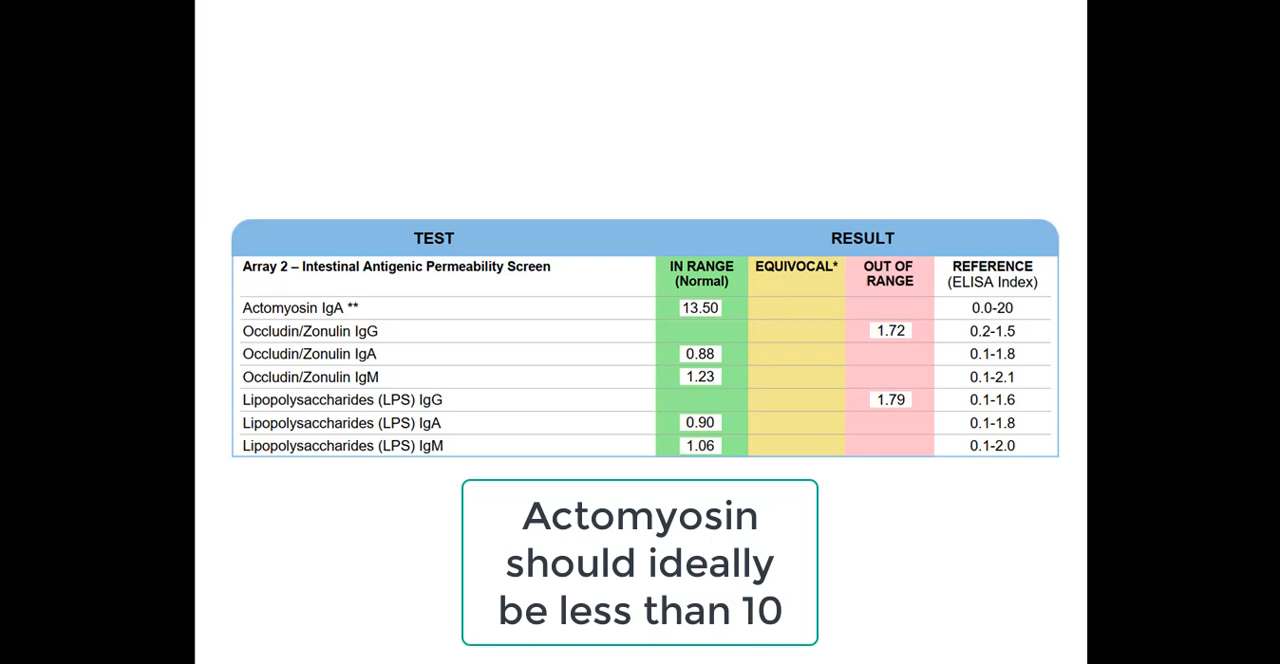 TEST RESULT
Array 2 – Intestinal Antigenic Permeability Screen IN RANGE (Normal) EQUIVOCAL* OUT OF RANGE REFERENCE (ELISA Index)
Actomyosin IgA ** 13.50 0.0-20
Occludin/Zonulin IgG 1.72 0.2-1.5
Occludin/Zonulin IgA 0.88 0.1-1.8
Occludin/Zonulin IgM 1.23 0.1-2.1
Lipopolysaccharides (LPS) IgG 1.79 0.1-1.6
Lipopolysaccharides (LPS) IgA 0.90 0.1-1.8
Lipopolysaccharides (LPS) IgM 1.06 0.1-2.0
Actomyosin
should ideally
be less than 10